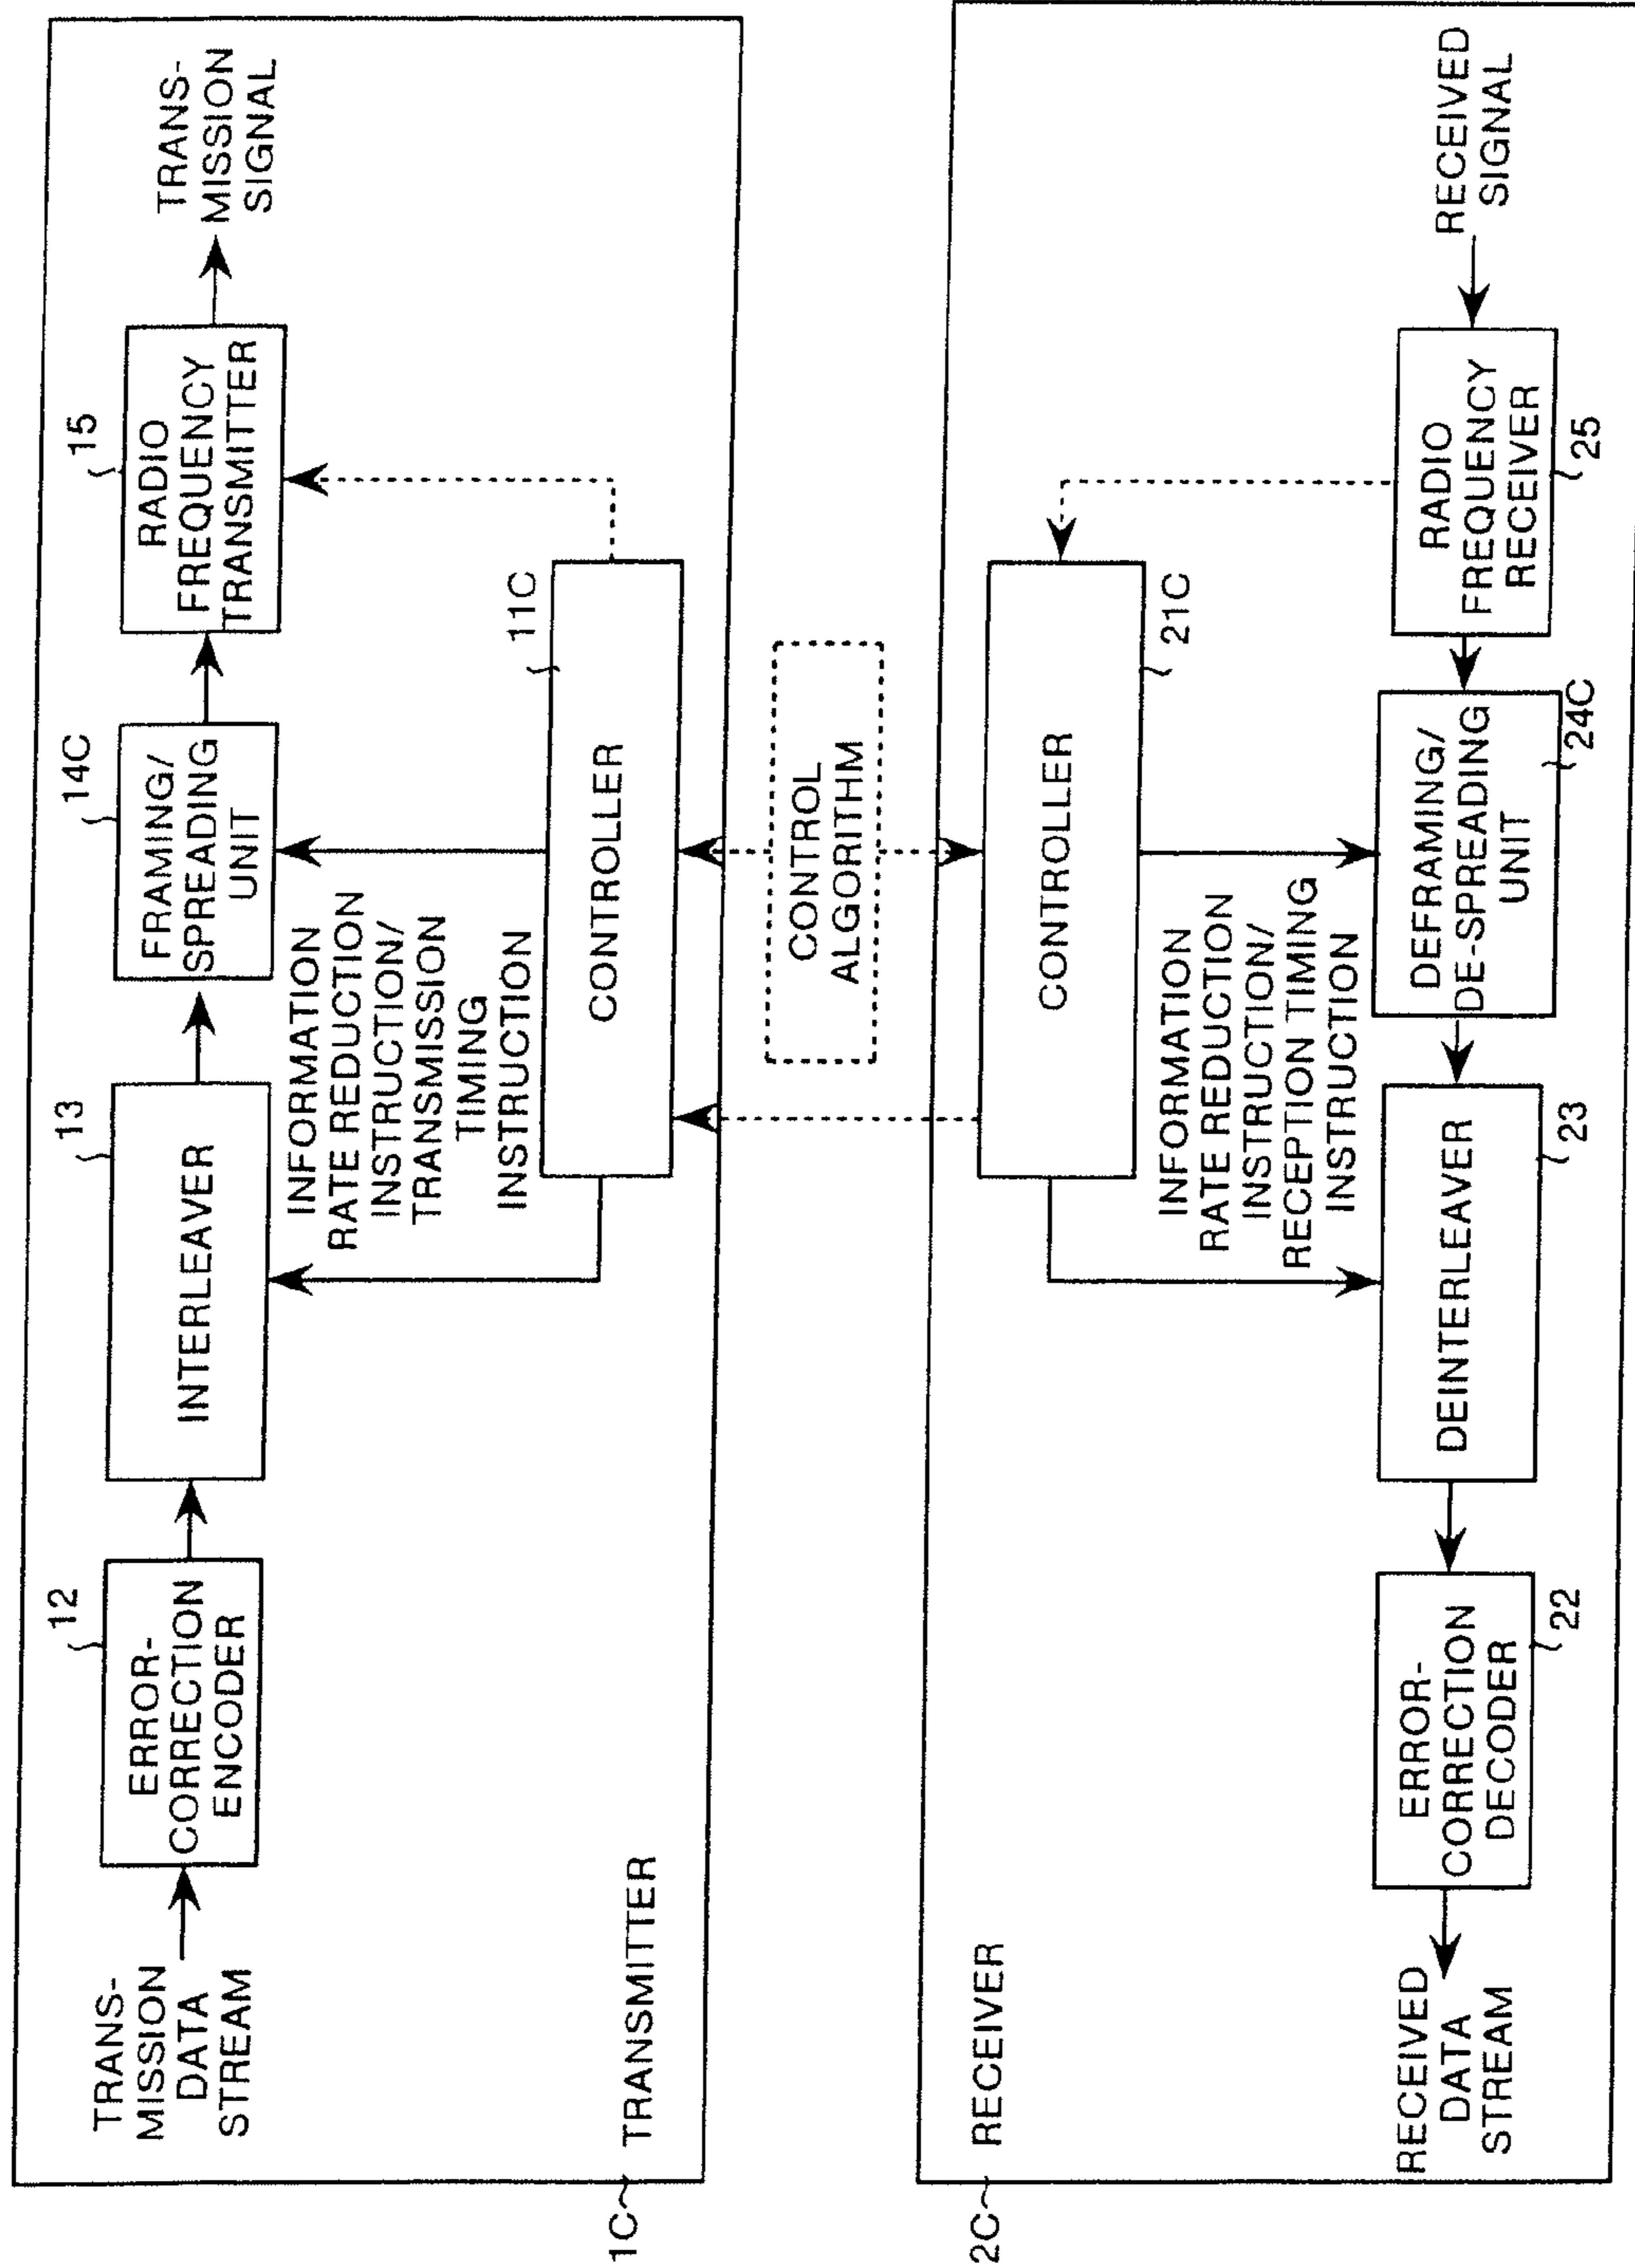 1C
TRANSMITTER
TRANS-
MISSION
DATA
STREAM
12
ERROR-
CORRECTION
ENCODER
13
INTERLEAVER
14C
FRAMING/
SPREADING
UNIT
15
RADIO
FREQUENCY
TRANSMITTER
TRANS-
MISSION
SIGNAL
INFORMATION
RATE REDUCTION
INSTRUCTION/
TRANSMISSION
TIMING
INSTRUCTION
11C
CONTROLLER
CONTROL
ALGORITHM
2C
RECEIVER
CONTROLLER
21C
INFORMATION
RATE REDUCTION
INSTRUCTION/
RECEPTION TIMING
INSTRUCTION
RECEIVED
DATA
STREAM
ERROR-
CORRECTION
DECODER
22
DEINTERLEAVER
23
DEFRAMING/
DE-SPREADING
UNIT
24C
RADIO
FREQUENCY
RECEIVER
25
RECEIVED
SIGNAL